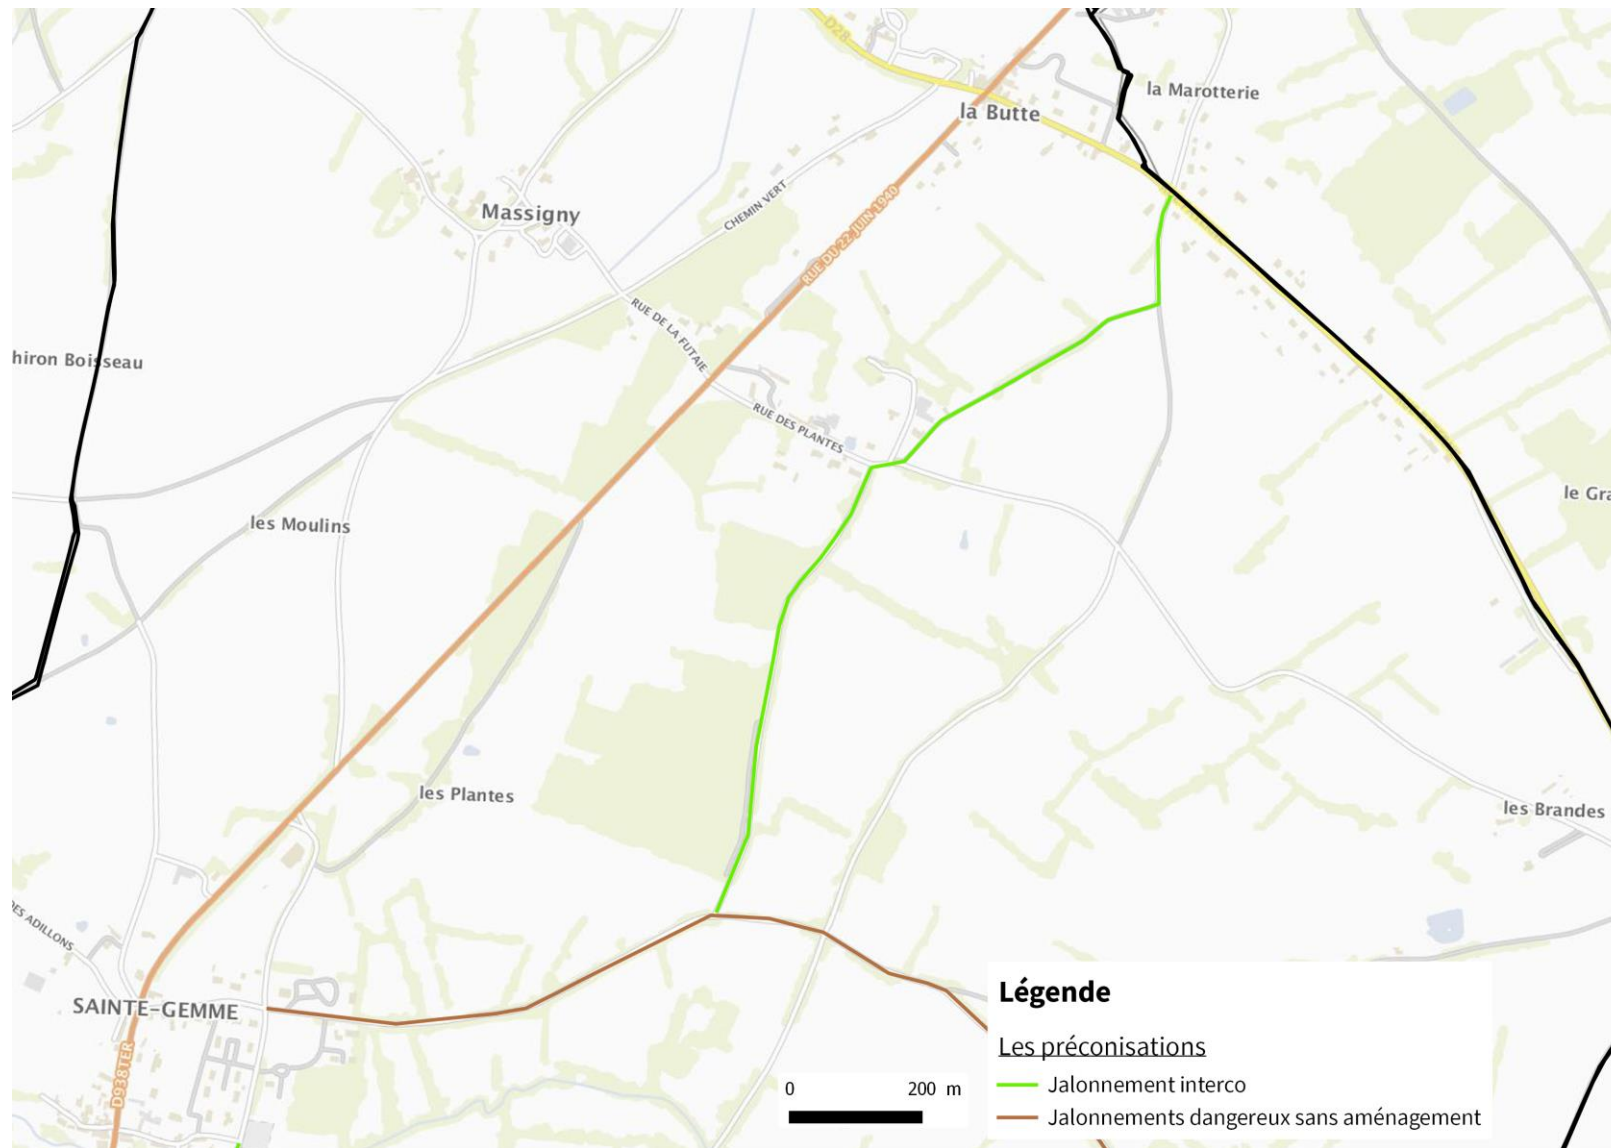 D28
la Marotterie
la Butte
CHEMIN VERT
Massigny
RUE DU 22 JUIN 1940
RUE DE LA FUTAIE
hiron Boisseau
RUE DES PLANTES
le Gra
les Moulins
les Plantes
les Brandes
DES ADILLONS
SAINTE-GEMME
D938TER
Légende
Les préconisations
0 200 m
Jalonnement interco
Jalonnements dangereux sans aménagement